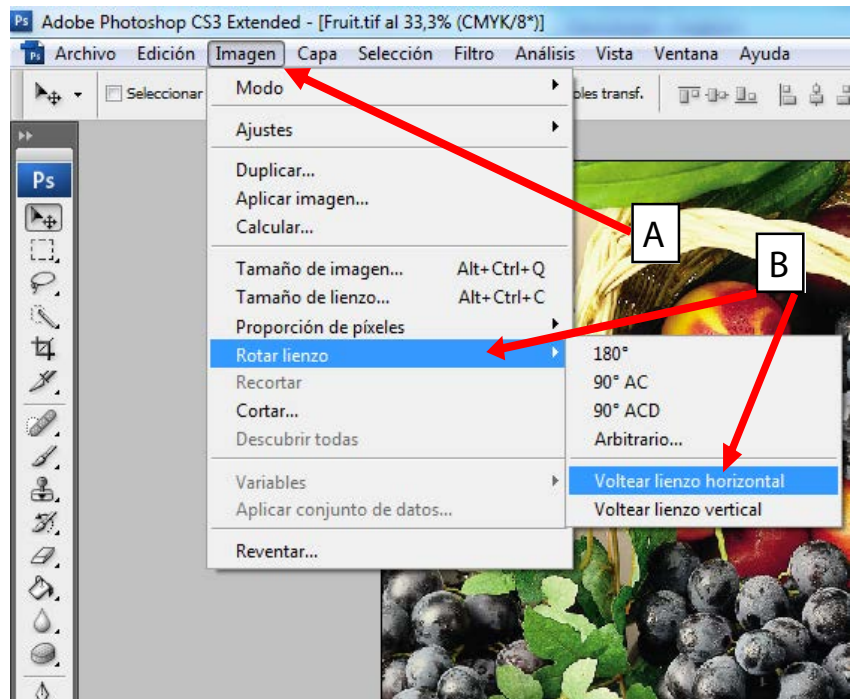 Ps Adobe Photoshop CS3 Extended - [Fruit.tif al 33,3% (CMYK/8*)]
Ps Archivo Edición Imagen Capa Selección Filtro Análisis Vista Ventana Ayuda
Seleccionar
transf.
Ps
Modo
Ajustes
Duplicar...
Aplicar imagen...
Calcular...
Tamaño de imagen... Alt+Ctrl+Q
Tamaño de lienzo... Alt+Ctrl+C
Proporción de píxeles
Rotar lienzo
Recortar
Cortar...
Descubrir todas
Variables
Aplicar conjunto de datos...
Reventar...
A
B
180°
90° AC
90° ACD
Arbitrario...
Voltear lienzo horizontal
Voltear lienzo vertical